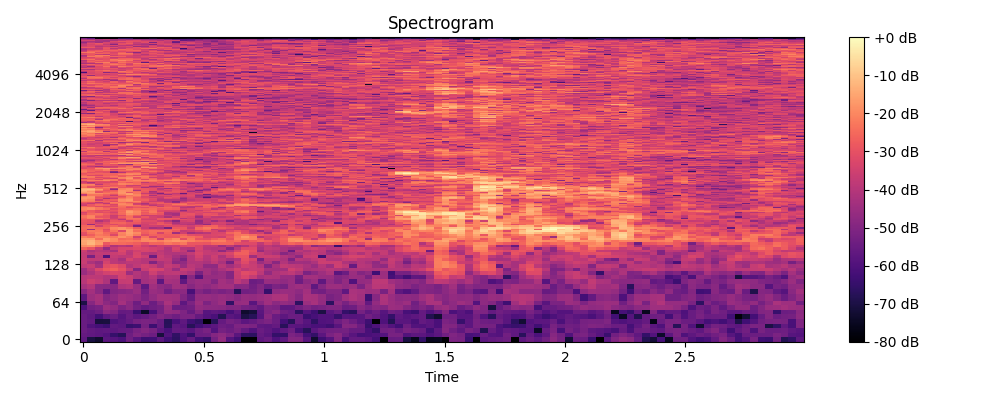 Spectrogram
Hz
4096
2048
1024
512
256
128
64
0
0
0.5
1
1.5
2
2.5
Time
+0 dB
-10 dB
-20 dB
-30 dB
-40 dB
-50 dB
-60 dB
-70 dB
-80 dB